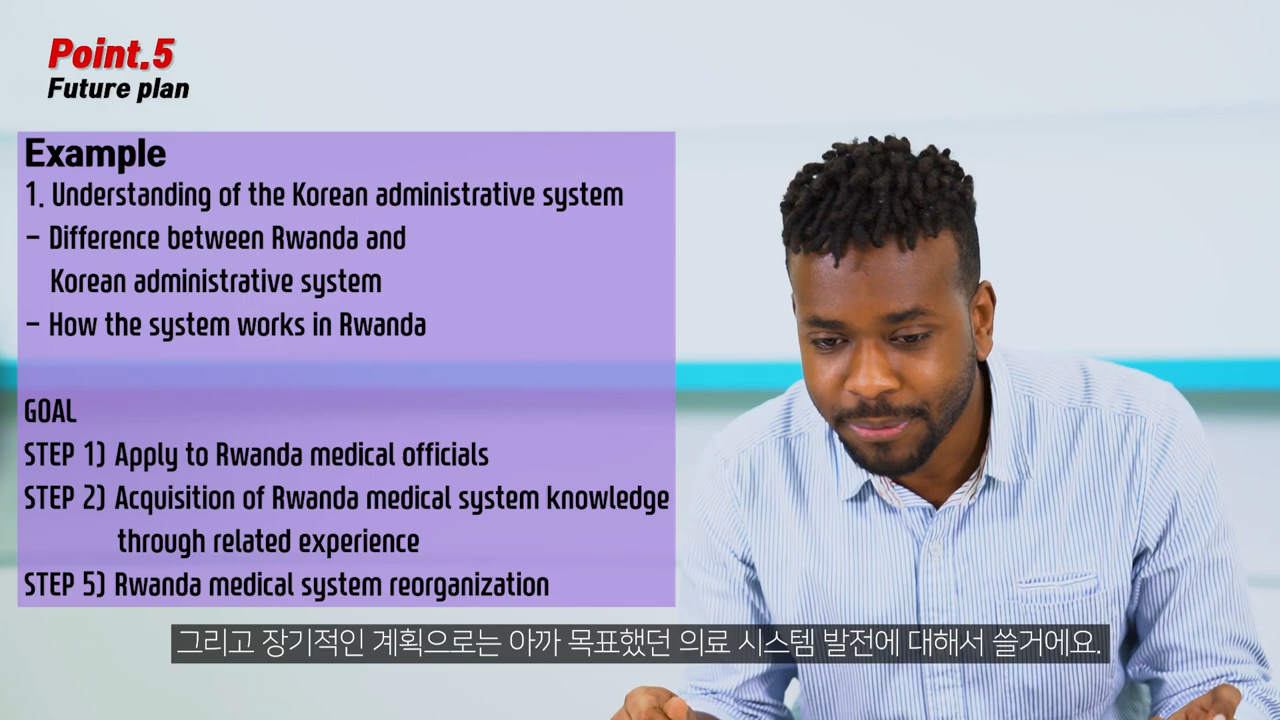 Point.5
Future plan
Example
1. Understanding of the Korean administrative system
- Difference between Rwanda and
Korean administrative system
- How the system works in Rwanda
GOAL
STEP 1) Apply to Rwanda medical officials
STEP 2) Acquisition of Rwanda medical system knowledge
through related experience
STEP 5) Rwanda medical system reorganization
그리고 장기적인 계획으로는 아까 목표했던 의료 시스템 발전에 대해서 쓸거에요.